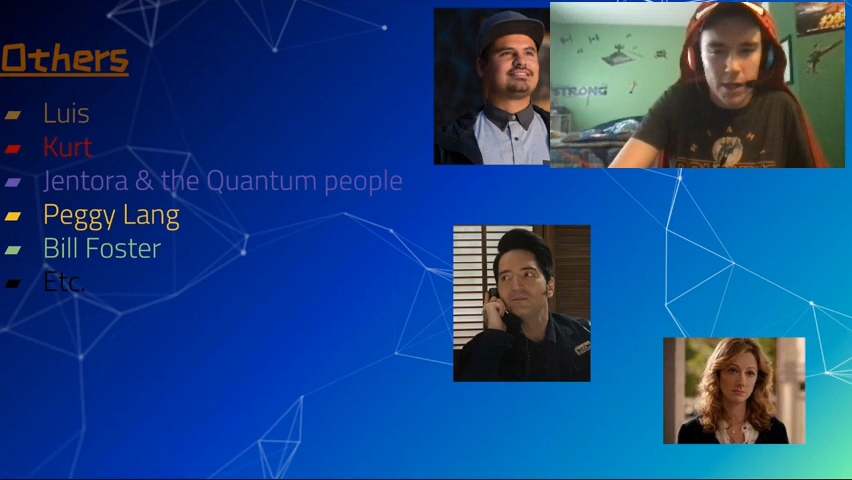 Others
Luis
Kurt
Jentora & the Quantum people
Peggy Lang
Bill Foster
Etc.
STRONG